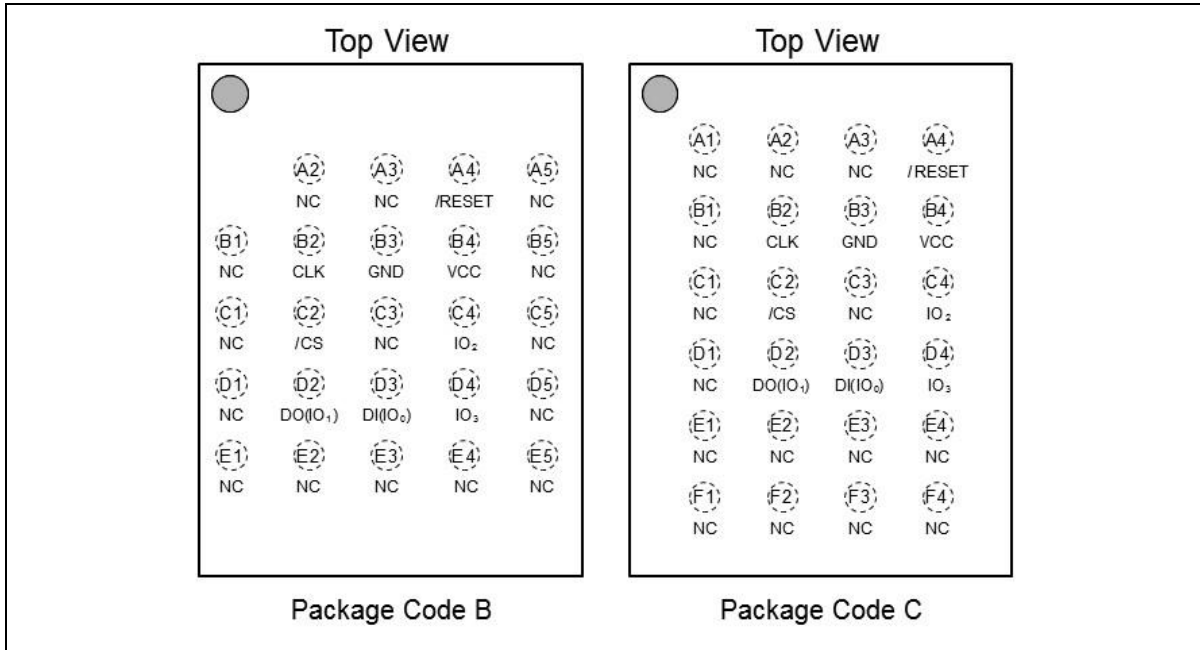 Top View
A2 A3 A4 A5
NC NC /RESET NC
B1 B2 B3 B4 B5
NC CLK GND VCC NC
C1 C2 C3 C4 C5
NC /CS NC IO₂ NC
D1 D2 D3 D4 D5
NC DO(IO₁) DI(IO₀) IO₃ NC
E1 E2 E3 E4 E5
NC NC NC NC NC
Package Code B
Top View
A1 A2 A3 A4
NC NC NC /RESET
B1 B2 B3 B4
NC CLK GND VCC
C1 C2 C3 C4
NC /CS NC IO₂
D1 D2 D3 D4
NC DO(IO₁) DI(IO₀) IO₃
E1 E2 E3 E4
NC NC NC NC
F1 F2 F3 F4
NC NC NC NC
Package Code C